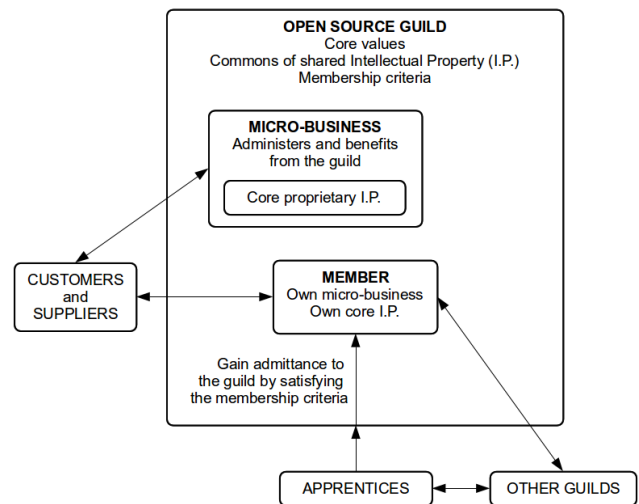 OPEN SOURCE GUILD
Core values
Commons of shared Intellectual Property (I.P.)
Membership criteria
MICRO-BUSINESS
Administers and benefits
from the guild
Core proprietary I.P.
CUSTOMERS
and
SUPPLIERS
MEMBER
Own micro-business
Own core I.P.
Gain admittance to
the guild by satisfying
the membership criteria
APPRENTICES
OTHER GUILDS